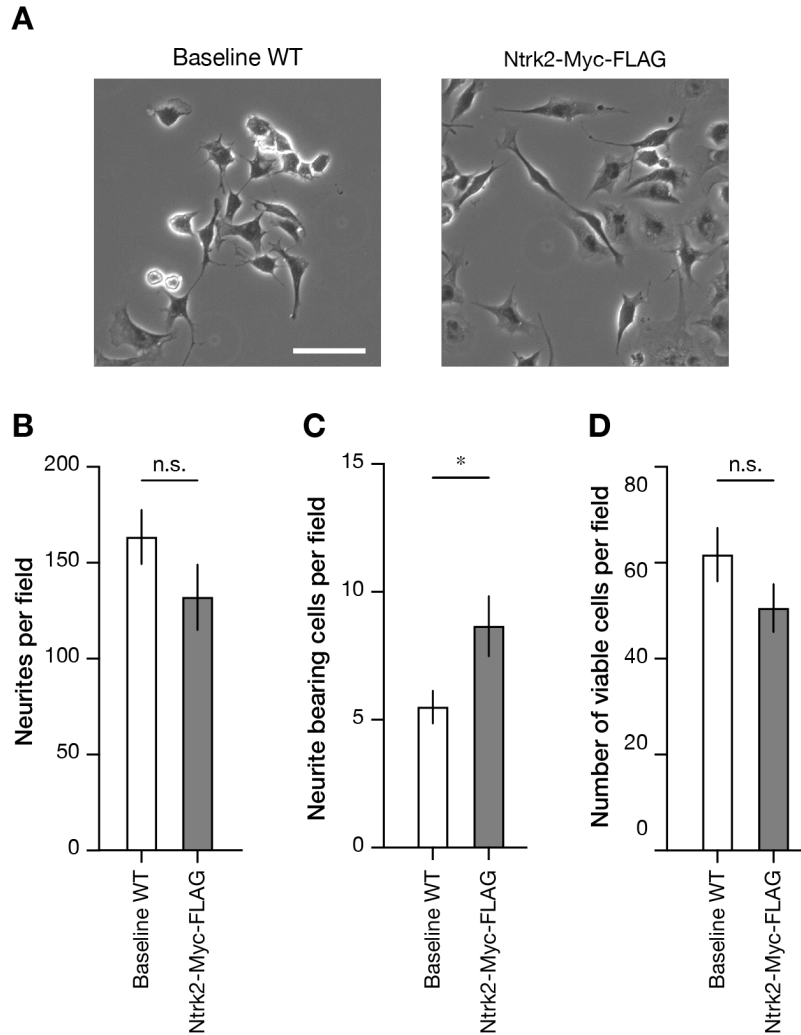 A
Baseline WT
Ntrk2-Myc-FLAG
B
Neurites per field
200
150
100
50
0
n.s.
Baseline WT
Ntrk2-Myc-FLAG
C
Neurite bearing cells per field
15
10
5
0
*
Baseline WT
Ntrk2-Myc-FLAG
D
Number of viable cells per field
80
60
40
20
0
n.s.
Baseline WT
Ntrk2-Myc-FLAG